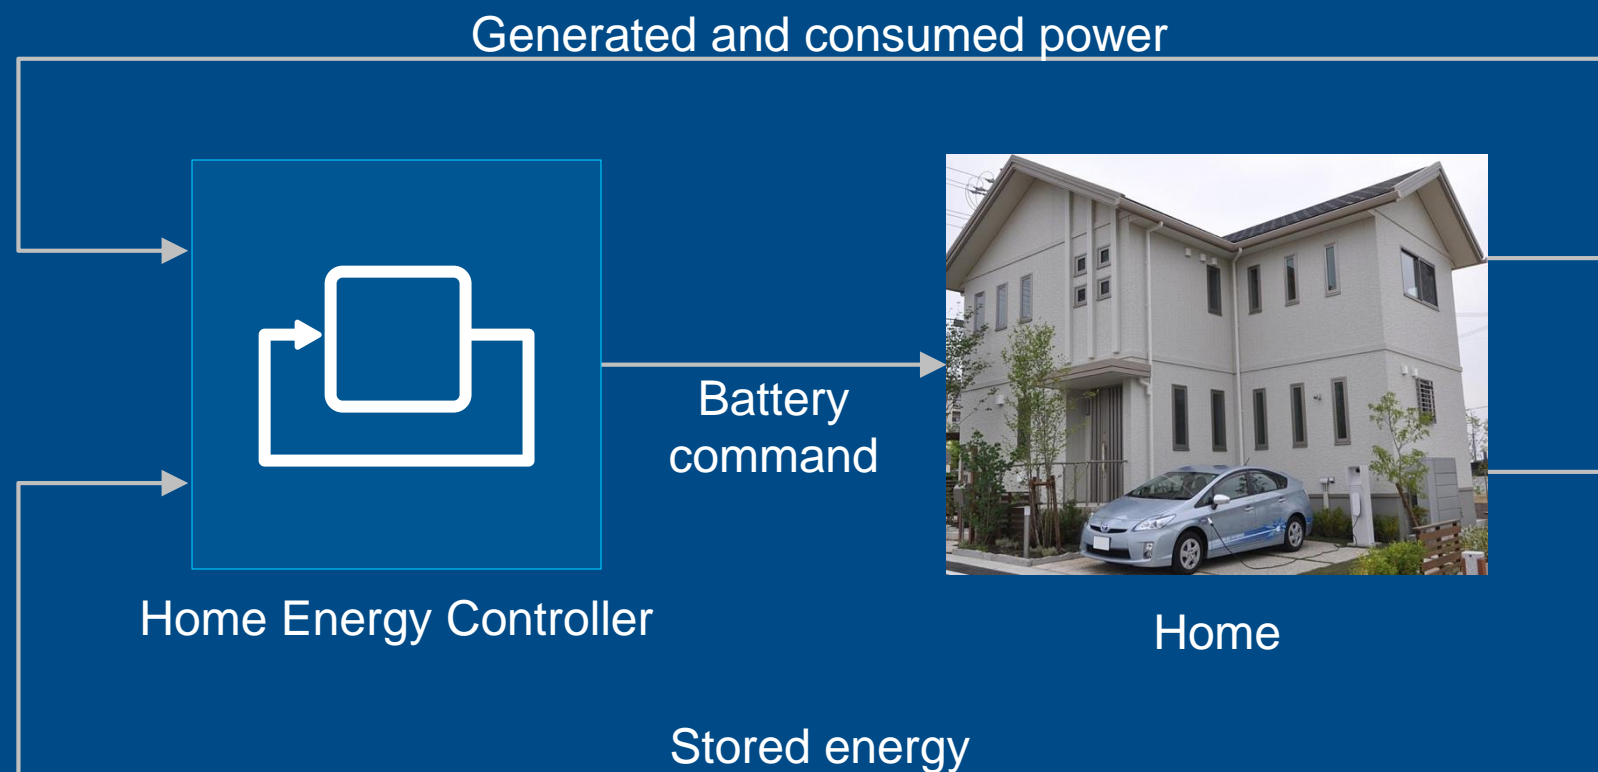 Generated and consumed power
Battery
command
Home Energy Controller
Home
Stored energy